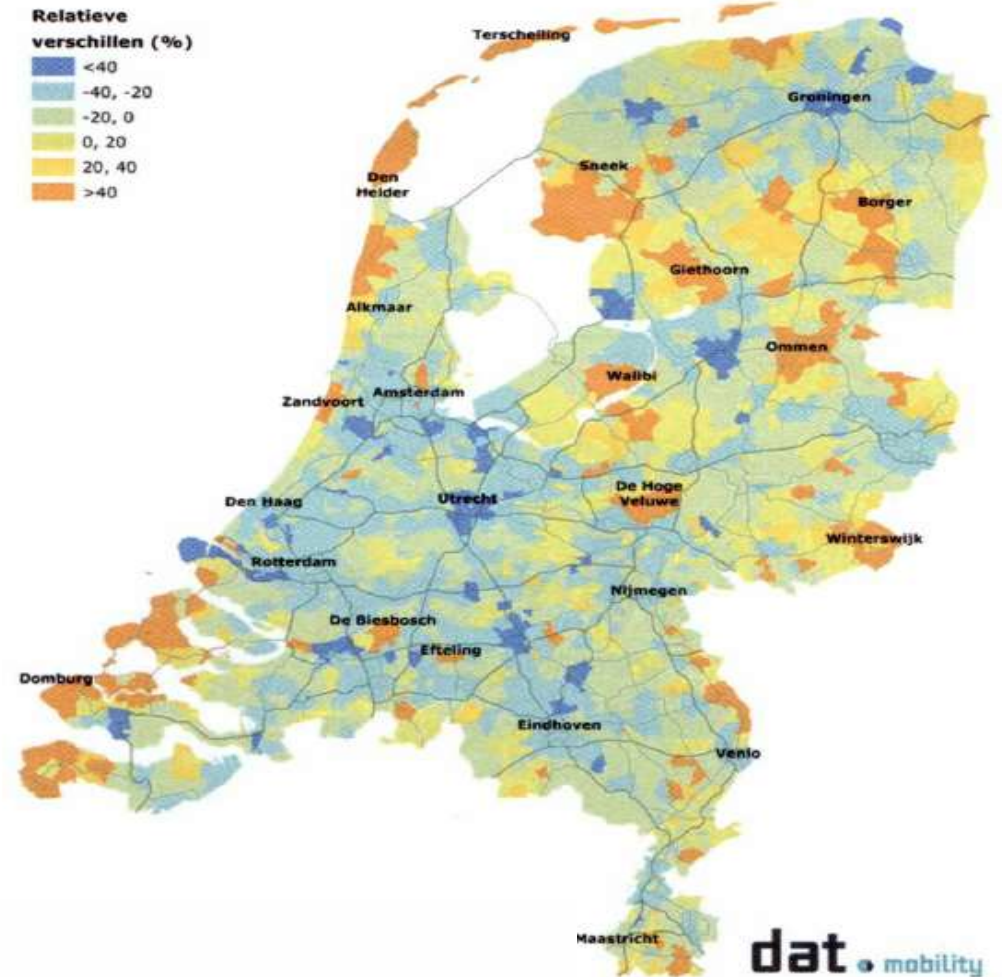 Relatieve
verschillen (%)
<40
-40, -20
-20, 0
0, 20
20, 40
>40
Terschelling
Groningen
Sneek
Den
Helder
Borger
Giethoorn
Alkmaar
Ommen
Walibi
Amsterdam
Zandvoort
De Hoge
Veluwe
Utrecht
Den Haag
Winterswijk
Rotterdam
Nijmegen
De Biesbosch
Efteling
Domburg
Eindhoven
Venlo
Maastricht
dat.mobility